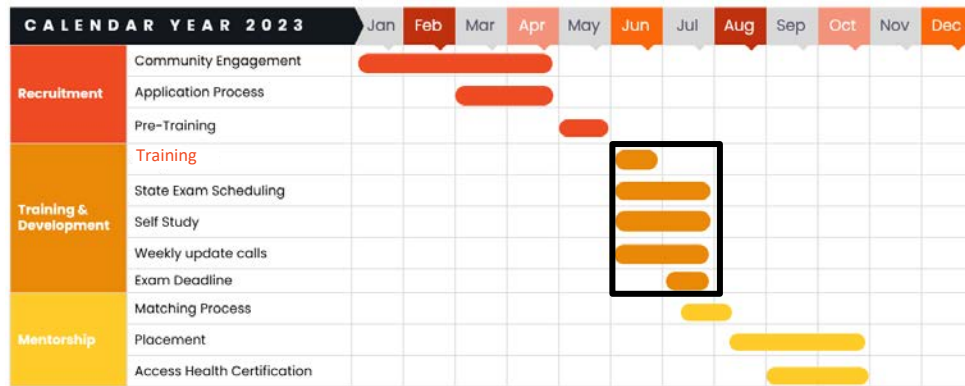 CALENDAR YEAR 2023 Jan Feb Mar Apr May Jun Jul Aug Sep Oct Nov Dec
Community Engagement
Recruitment
Application Process
Pre-Training
Training
State Exam Scheduling
Training &
Development
Self Study
Weekly update calls
Exam Deadline
Matching Process
Mentorship
Placement
Access Health Certification